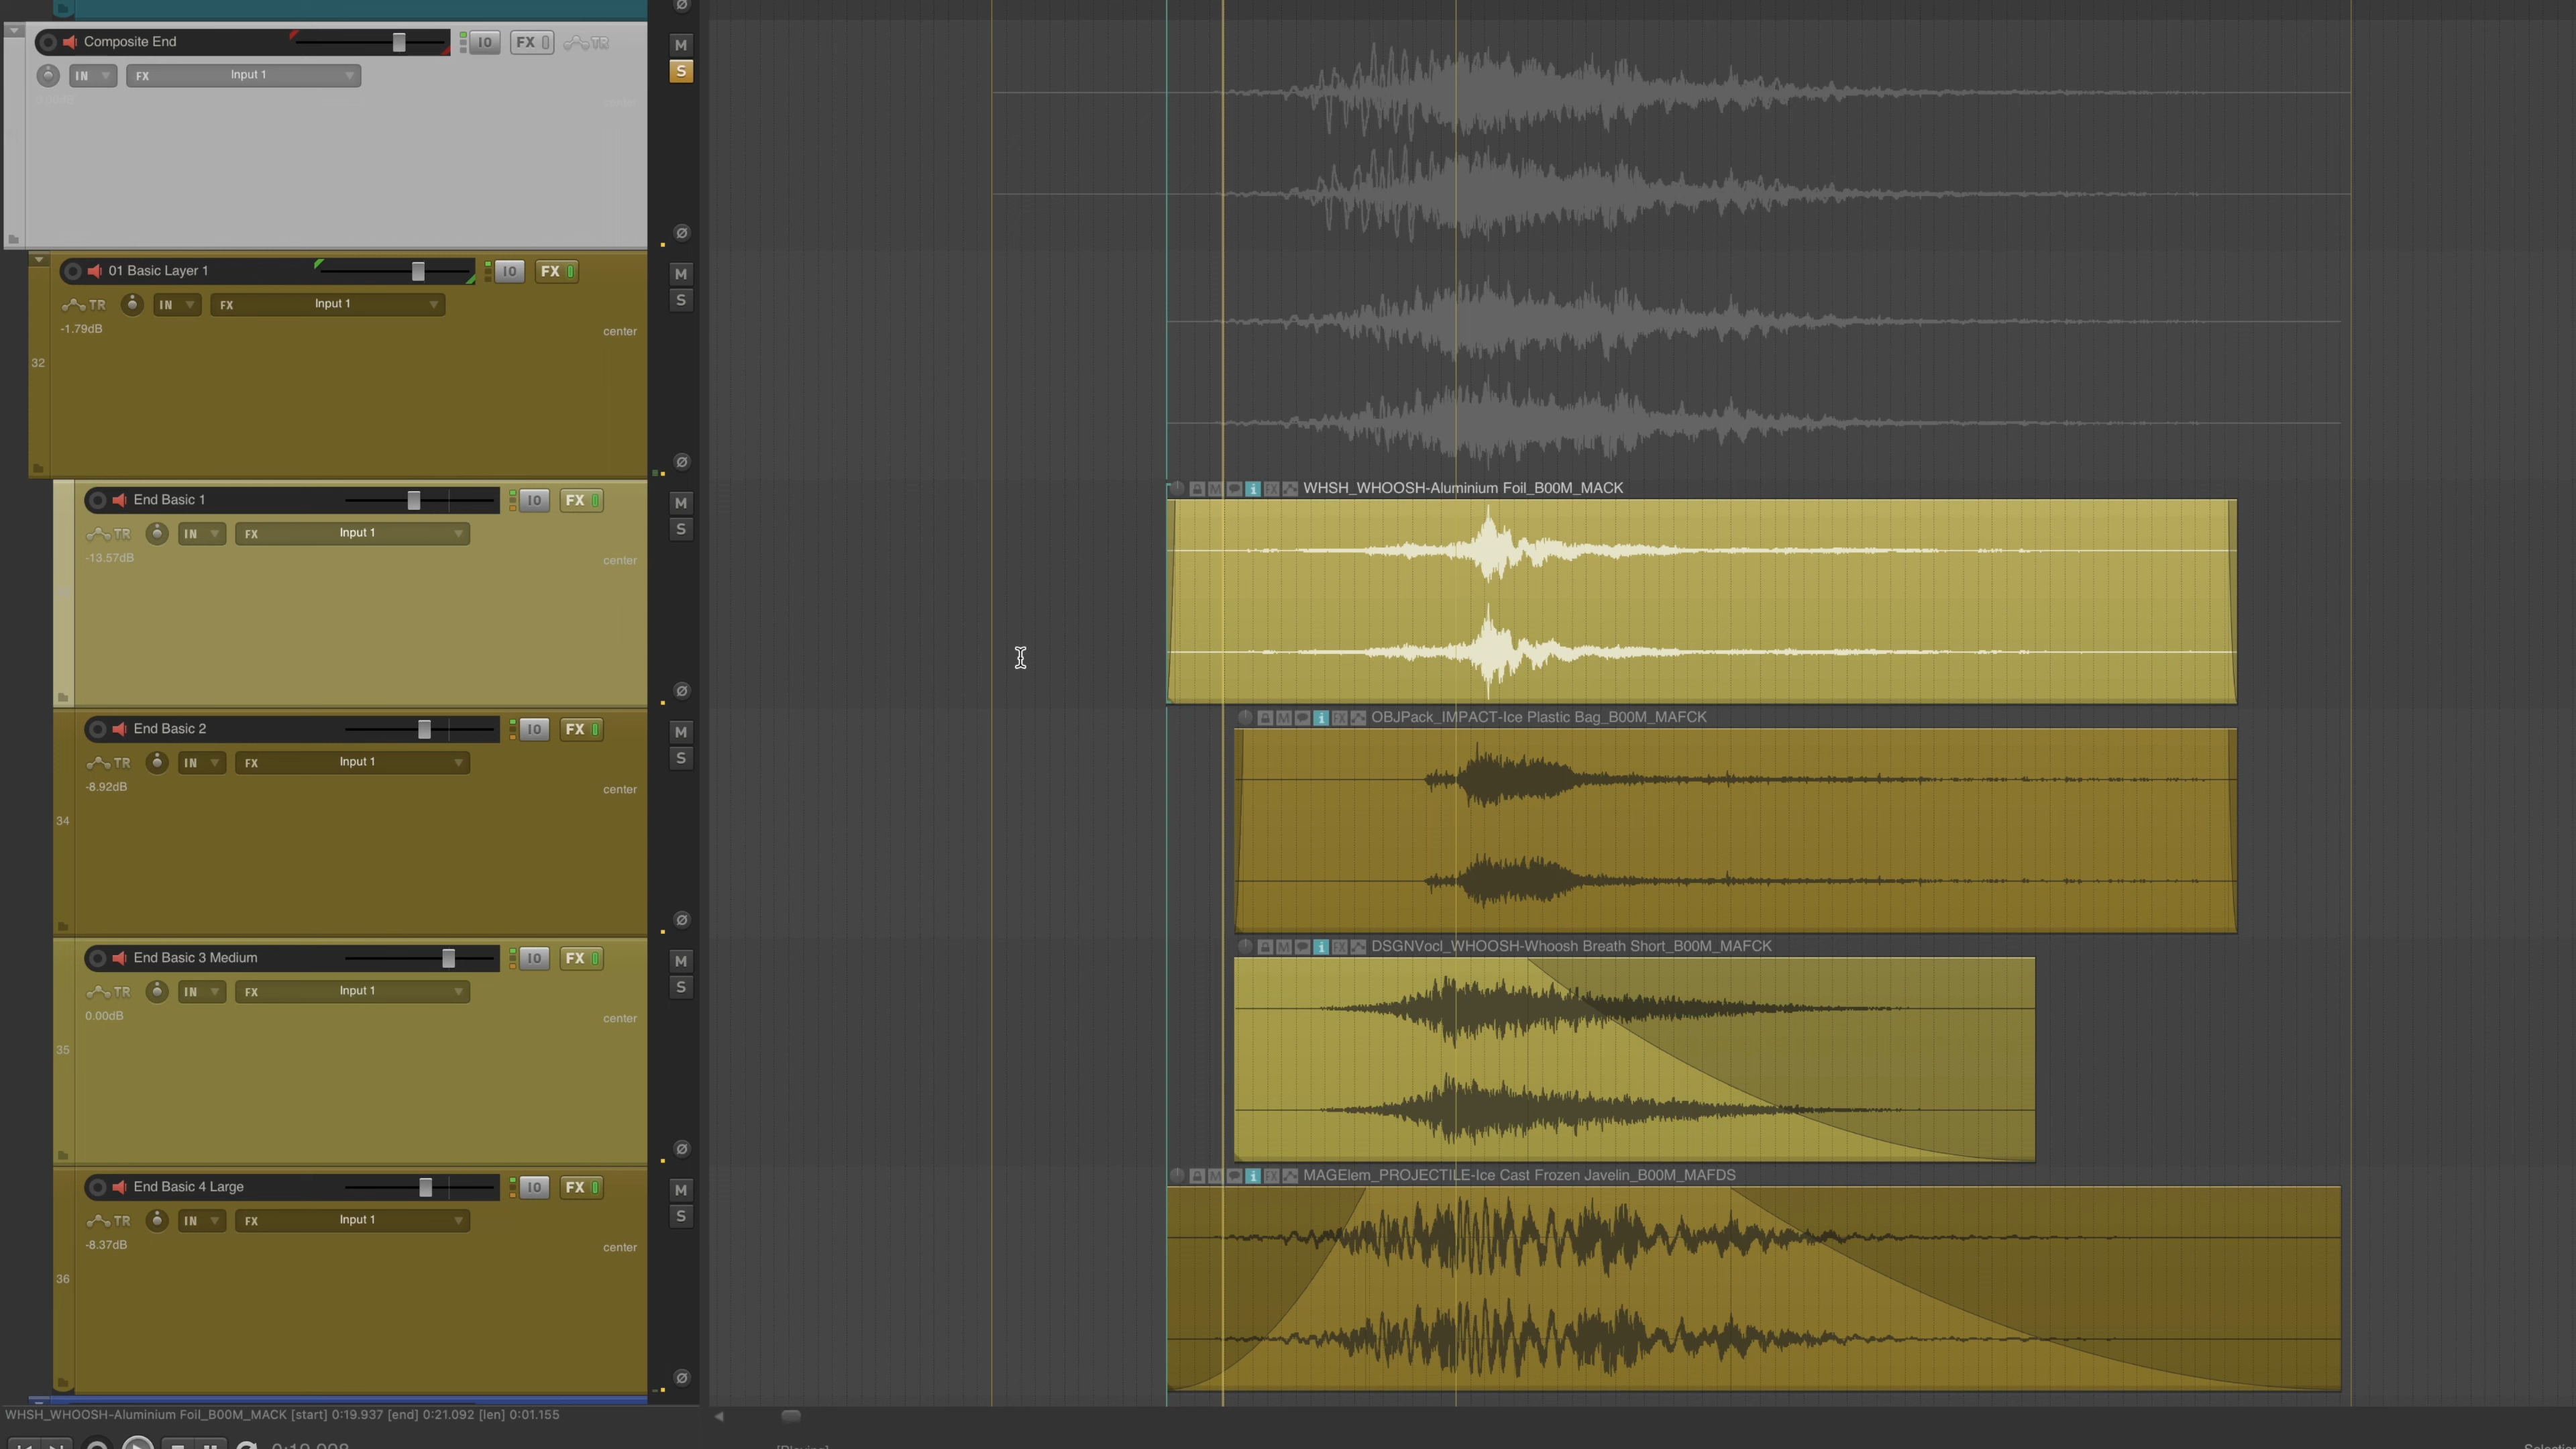 Composite End
IO
FX
TR
M
S
IN
FX
Input 1
Ø
01 Basic Layer 1
IO
FX
M
S
TR
IN
FX
Input 1
-1.79dB
center
32
Ø
End Basic 1
IO
FX
M
S
WHSH_WHOOSH-Aluminium Foil_B00M_MACK
TR
IN
FX
Input 1
-13.57dB
center
Ø
End Basic 2
IO
FX
M
S
OBJPack_IMPACT-Ice Plastic Bag_B00M_MAFCK
TR
IN
FX
Input 1
-8.92dB
center
34
Ø
End Basic 3 Medium
IO
FX
M
S
DSGNVocl_WHOOSH-Whoosh Breath Short_B00M_MAFCK
TR
IN
FX
Input 1
0.00dB
center
35
Ø
End Basic 4 Large
IO
FX
M
S
MAGElem_PROJECTILE-Ice Cast Frozen Javelin_B00M_MAFDS
TR
IN
FX
Input 1
-8.37dB
center
36
Ø
WHSH_WHOOSH-Aluminium Foil_B00M_MACK [start] 0:19.937 [end] 0:21.092 [len] 0:01.155